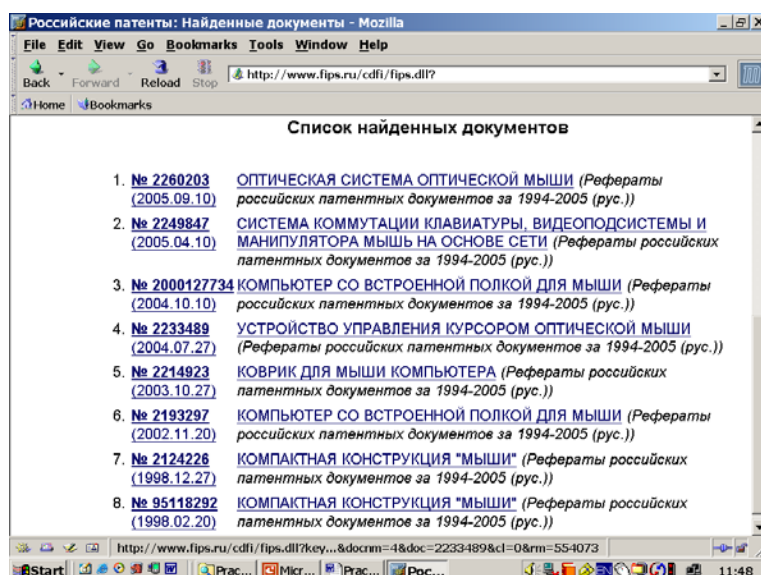 Российские патенты: Найденные документы - Mozilla
File Edit View Go Bookmarks Tools Window Help
Back Forward Reload Stop http://www.fips.ru/cdfi/fips.dll?
Home Bookmarks
Список найденных документов
1. № 2260203 ОПТИЧЕСКАЯ СИСТЕМА ОПТИЧЕСКОЙ МЫШИ (Рефераты
(2005.09.10) российских патентных документов за 1994-2005 (рус.))
2. № 2249847 СИСТЕМА КОММУТАЦИИ КЛАВИАТУРЫ, ВИДЕОПОДСИСТЕМЫ И
(2005.04.10) МАНИПУЛЯТОРА МЫШЬ НА ОСНОВЕ СЕТИ (Рефераты российских
патентных документов за 1994-2005 (рус.))
3. № 2000127734 КОМПЬЮТЕР СО ВСТРОЕННОЙ ПОЛКОЙ ДЛЯ МЫШИ (Рефераты
(2004.10.10) российских патентных документов за 1994-2005 (рус.))
4. № 2233489 УСТРОЙСТВО УПРАВЛЕНИЯ КУРСОРОМ ОПТИЧЕСКОЙ МЫШИ
(2004.07.27) (Рефераты российских патентных документов за 1994-2005 (рус.))
5. № 2214923 КОВРИК ДЛЯ МЫШИ КОМПЬЮТЕРА (Рефераты российских
(2003.10.27) патентных документов за 1994-2005 (рус.))
6. № 2193297 КОМПЬЮТЕР СО ВСТРОЕННОЙ ПОЛКОЙ ДЛЯ МЫШИ (Рефераты
(2002.11.20) российских патентных документов за 1994-2005 (рус.))
7. № 2124226 КОМПАКТНАЯ КОНСТРУКЦИЯ "МЫШИ" (Рефераты российских
(1998.12.27) патентных документов за 1994-2005 (рус.))
8. № 95118292 КОМПАКТНАЯ КОНСТРУКЦИЯ "МЫШИ" (Рефераты российских
(1998.02.20) патентных документов за 1994-2005 (рус.))
http://www.fips.ru/cdfi/fips.dll?key...&docnm=4&doc=2233489&cl=0&rm=554073
Start Prac... Micr... Prac... Рос... 11:48